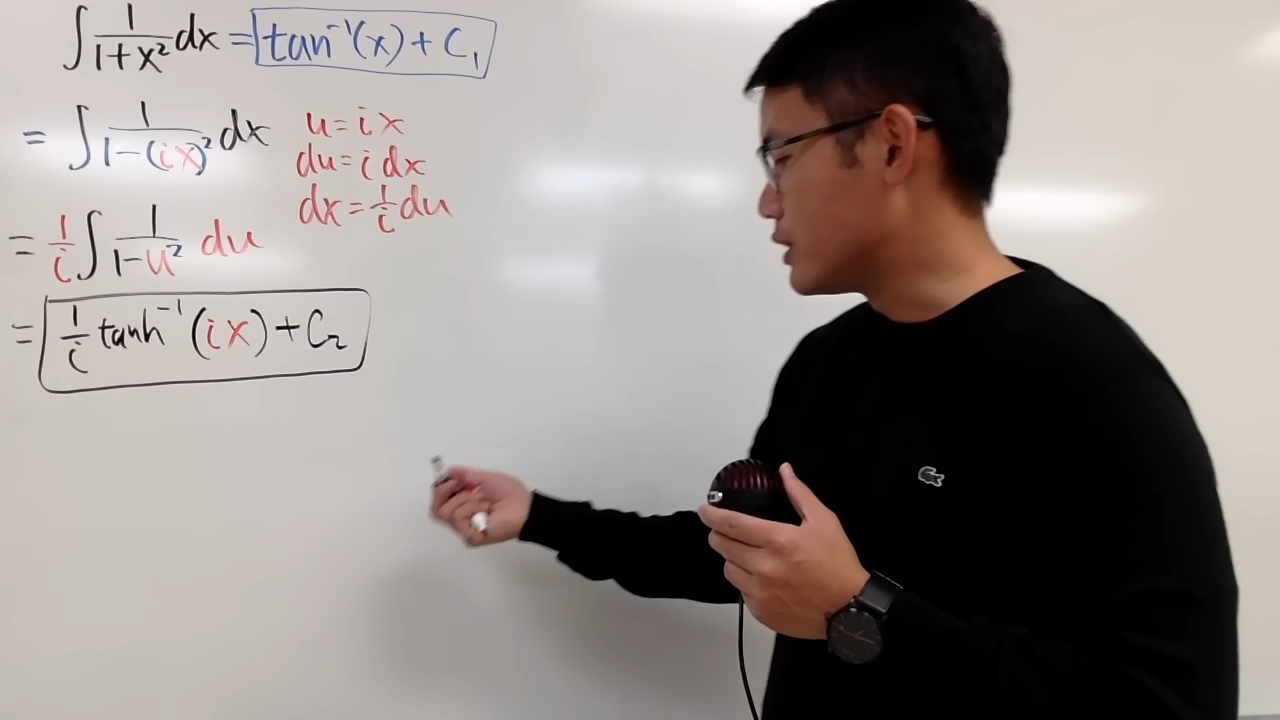 ∫ 1/(1+x²) dx = tan⁻¹(x) + C₁
= ∫ 1/(1-(ix)²) dx
u = ix
du = i dx
dx = 1/i du
= 1/i ∫ 1/(1-u²) du
= 1/i tanh⁻¹(ix) + C₂